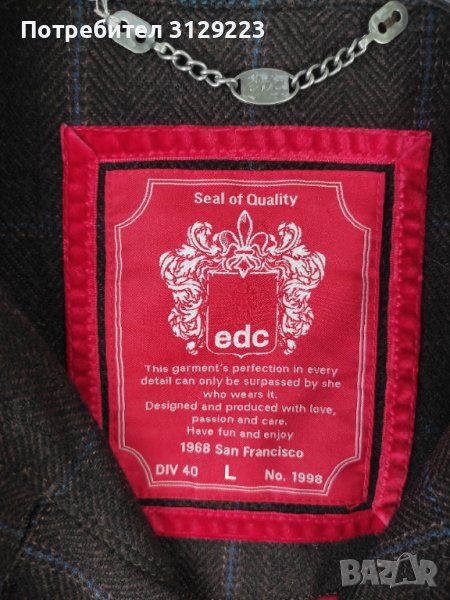 Потребител 3129223
Seal of Quality
edc
This garment's perfection in every
detail can only be surpassed by she
who wears it.
Designed and produced with love,
passion and care.
Have fun and enjoy
1968 San Francisco
DIV 40 L No. 1998
BAZAR
bg